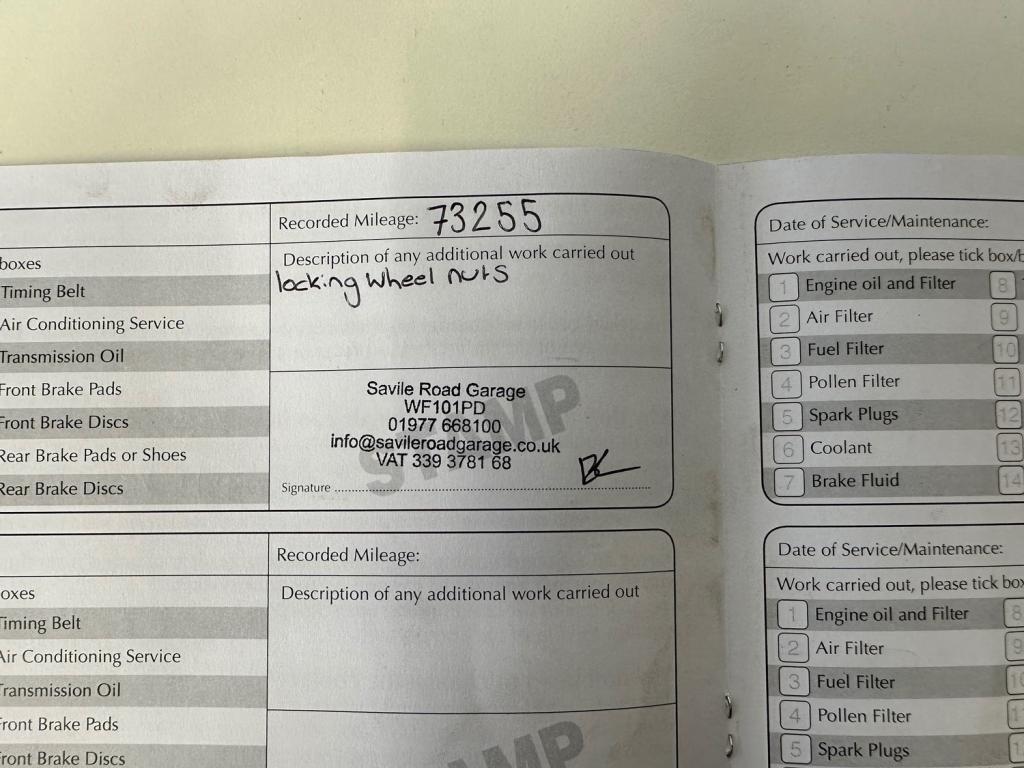 Recorded Mileage: 73255
boxes
Description of any additional work carried out
locking wheel nuts
Timing Belt
Air Conditioning Service
Transmission Oil
Front Brake Pads
Front Brake Discs
Rear Brake Pads or Shoes
Rear Brake Discs
STAMP
Savile Road Garage
WF101PD
01977 668100
info@savileroadgarage.co.uk
VAT 339 3781 68
Signature
Recorded Mileage:
oxes
Description of any additional work carried out
Timing Belt
Air Conditioning Service
Transmission Oil
Front Brake Pads
Front Brake Discs
Date of Service/Maintenance:
Work carried out, please tick box/b
1 Engine oil and Filter 8
2 Air Filter 9
3 Fuel Filter 10
4 Pollen Filter 11
5 Spark Plugs 12
6 Coolant 13
7 Brake Fluid 14
Date of Service/Maintenance:
Work carried out, please tick box
1 Engine oil and Filter 8
2 Air Filter 9
3 Fuel Filter 10
4 Pollen Filter
5 Spark Plugs